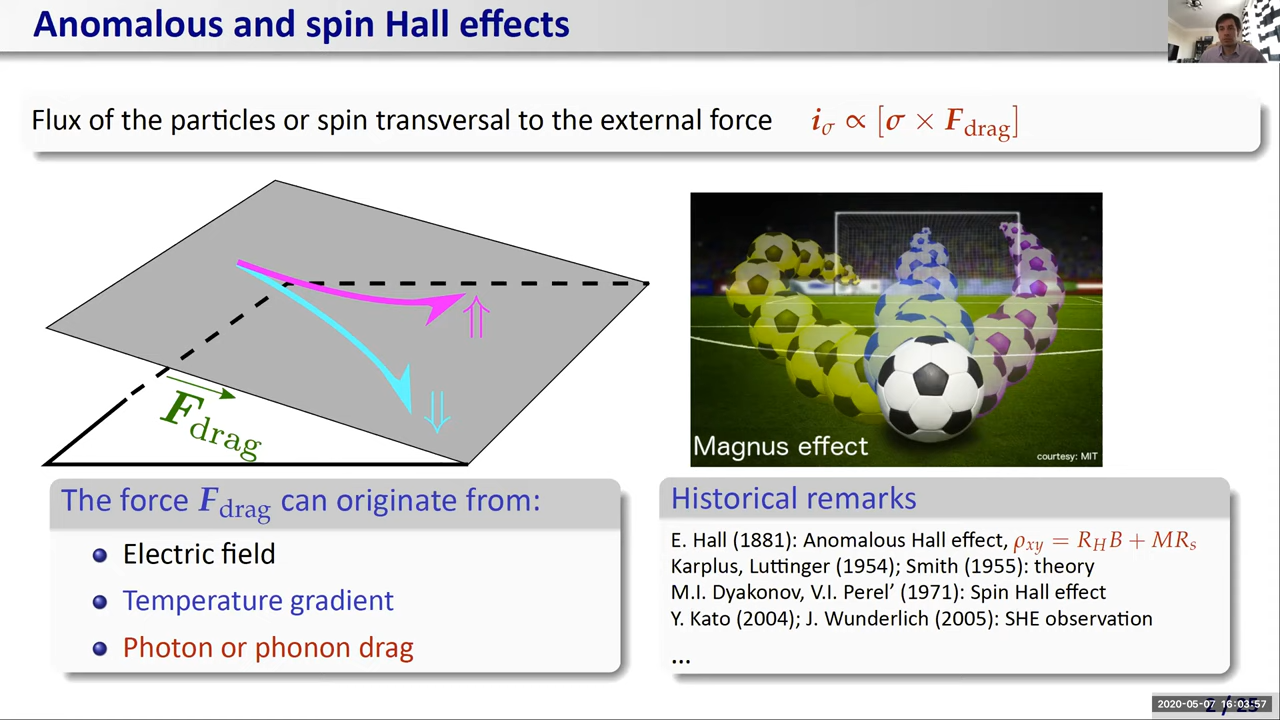 Anomalous and spin Hall effects
Flux of the particles or spin transversal to the external force i_σ ∝ [σ × F_drag]
F_drag
⇑
⇓
Magnus effect
courtesy: MIT
The force F_drag can originate from:
Electric field
Temperature gradient
Photon or phonon drag
Historical remarks
E. Hall (1881): Anomalous Hall effect, ρ_xy = R_H B + MR_s
Karplus, Luttinger (1954); Smith (1955): theory
M.I. Dyakonov, V.I. Perel' (1971): Spin Hall effect
Y. Kato (2004); J. Wunderlich (2005): SHE observation
...
2 / 25
2020-05-07 16:03:57